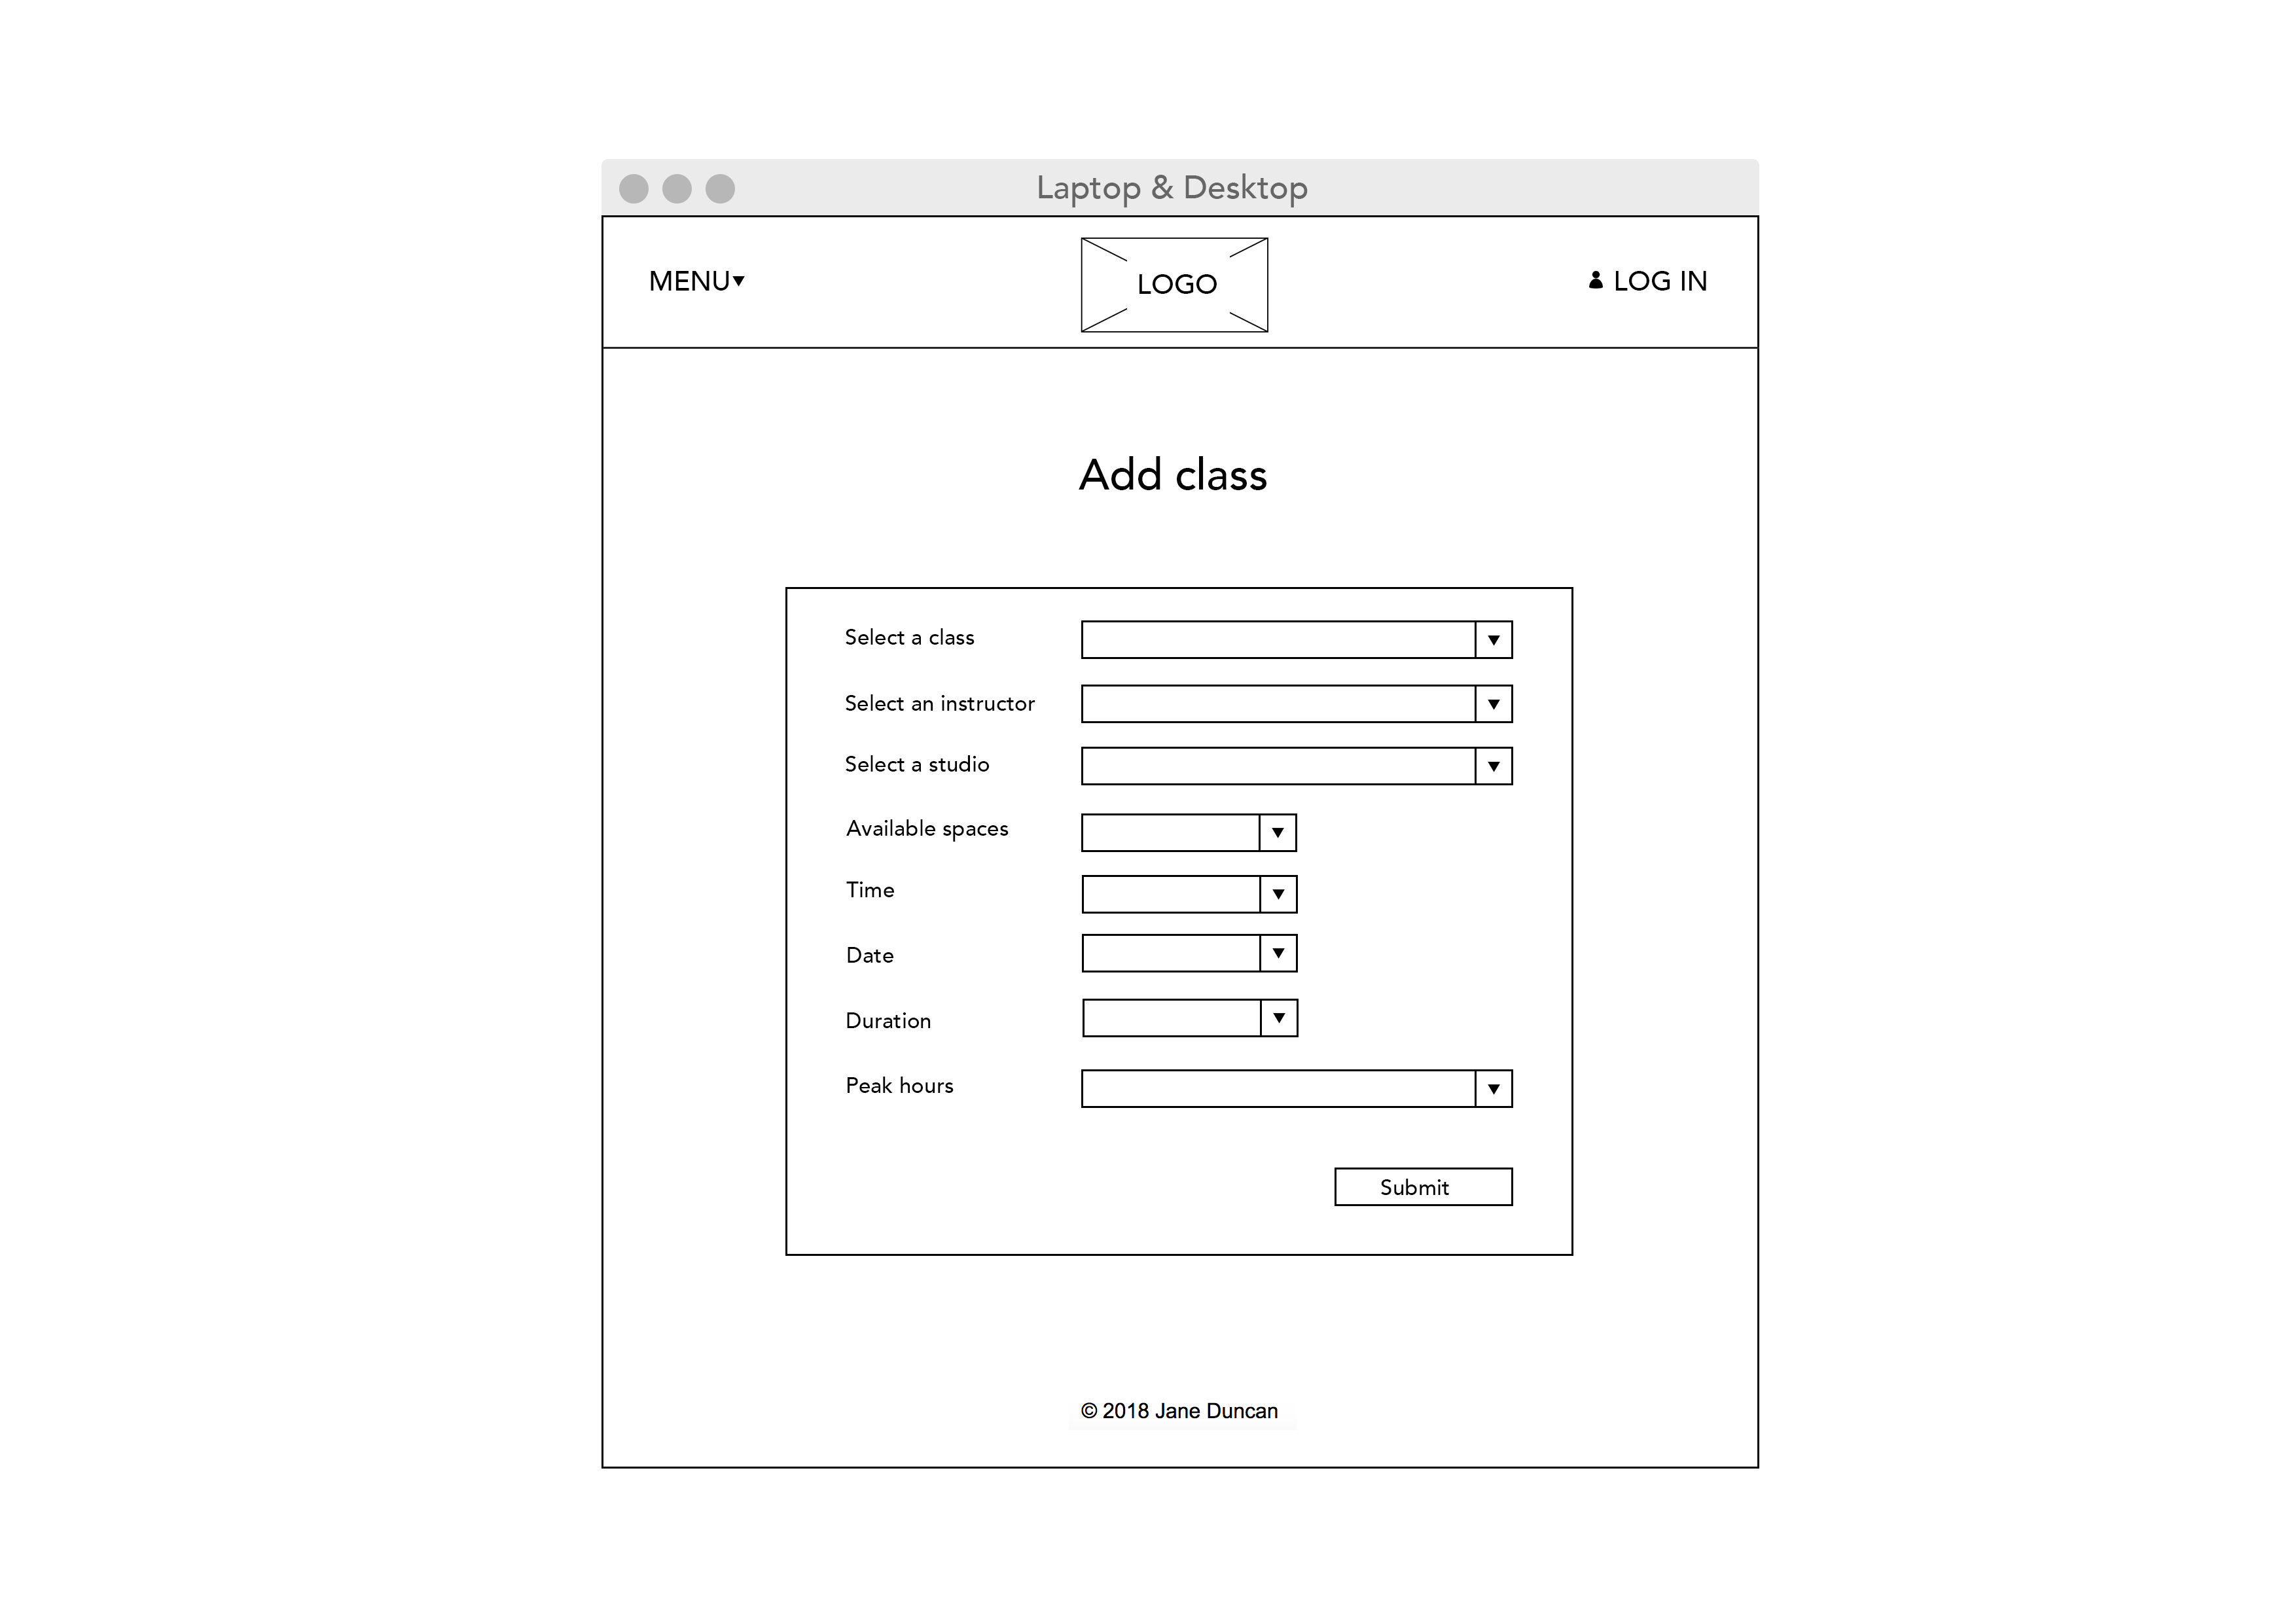 Laptop & Desktop
MENU
LOGO
LOG IN
Add class
Select a class
Select an instructor
Select a studio
Available spaces
Time
Date
Duration
Peak hours
Submit
© 2018 Jane Duncan